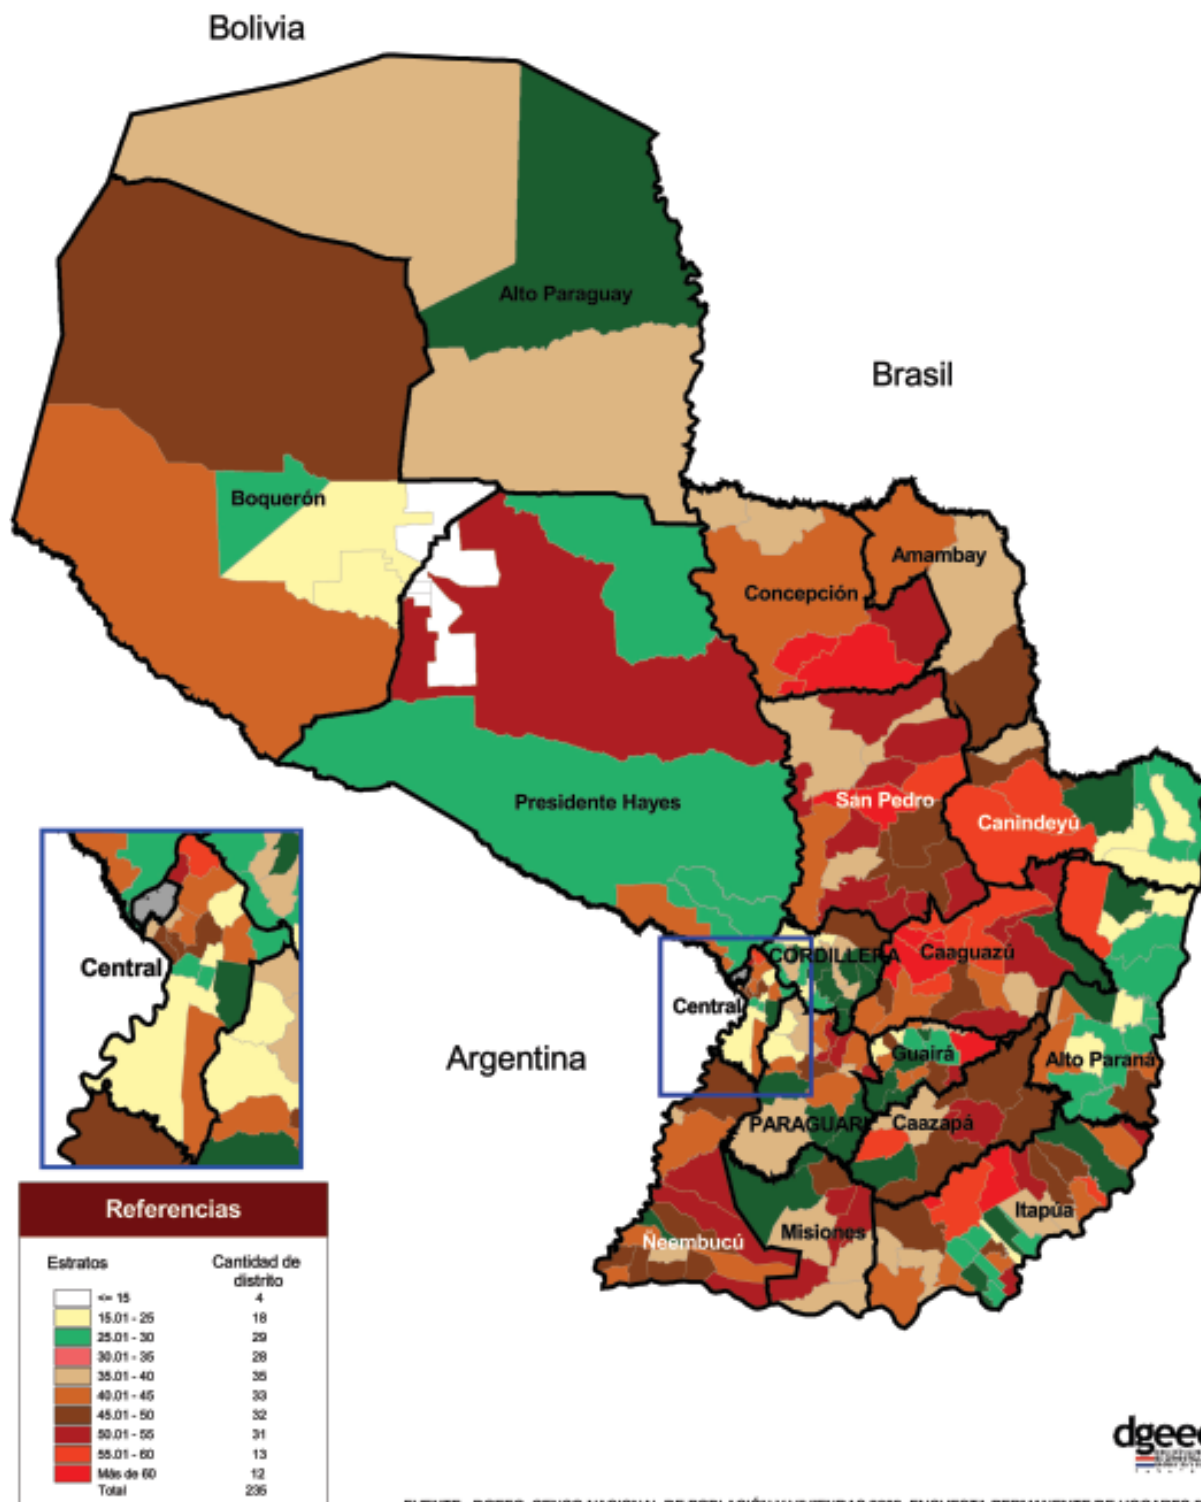 Bolivia
Alto Paraguay
Brasil
Boquerón
Amambay
Concepción
Presidente Hayes
San Pedro
Canindeyú
CORDILLERA
Caaguazú
Central
Central
Argentina
Guairá
Alto Paraná
PARAGUARI
Caazapá
Itapúa
Misiones
Ñeembucú
Referencias
Estratos Cantidad de
distrito
<= 15 4
15.01 - 25 18
25.01 - 30 29
30.01 - 35 28
35.01 - 40 35
40.01 - 45 33
45.01 - 50 32
50.01 - 55 31
55.01 - 60 13
Más de 60 12
Total 235
dgeec